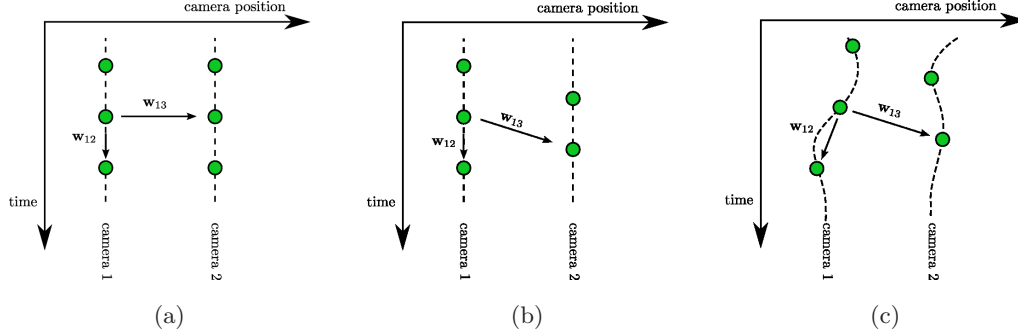 camera position
w₁₃
w₁₂
time
camera 1
camera 2
(a)
camera position
w₁₃
w₁₂
time
camera 1
camera 2
(b)
camera position
w₁₂
w₁₃
time
camera 1
camera 2
(c)